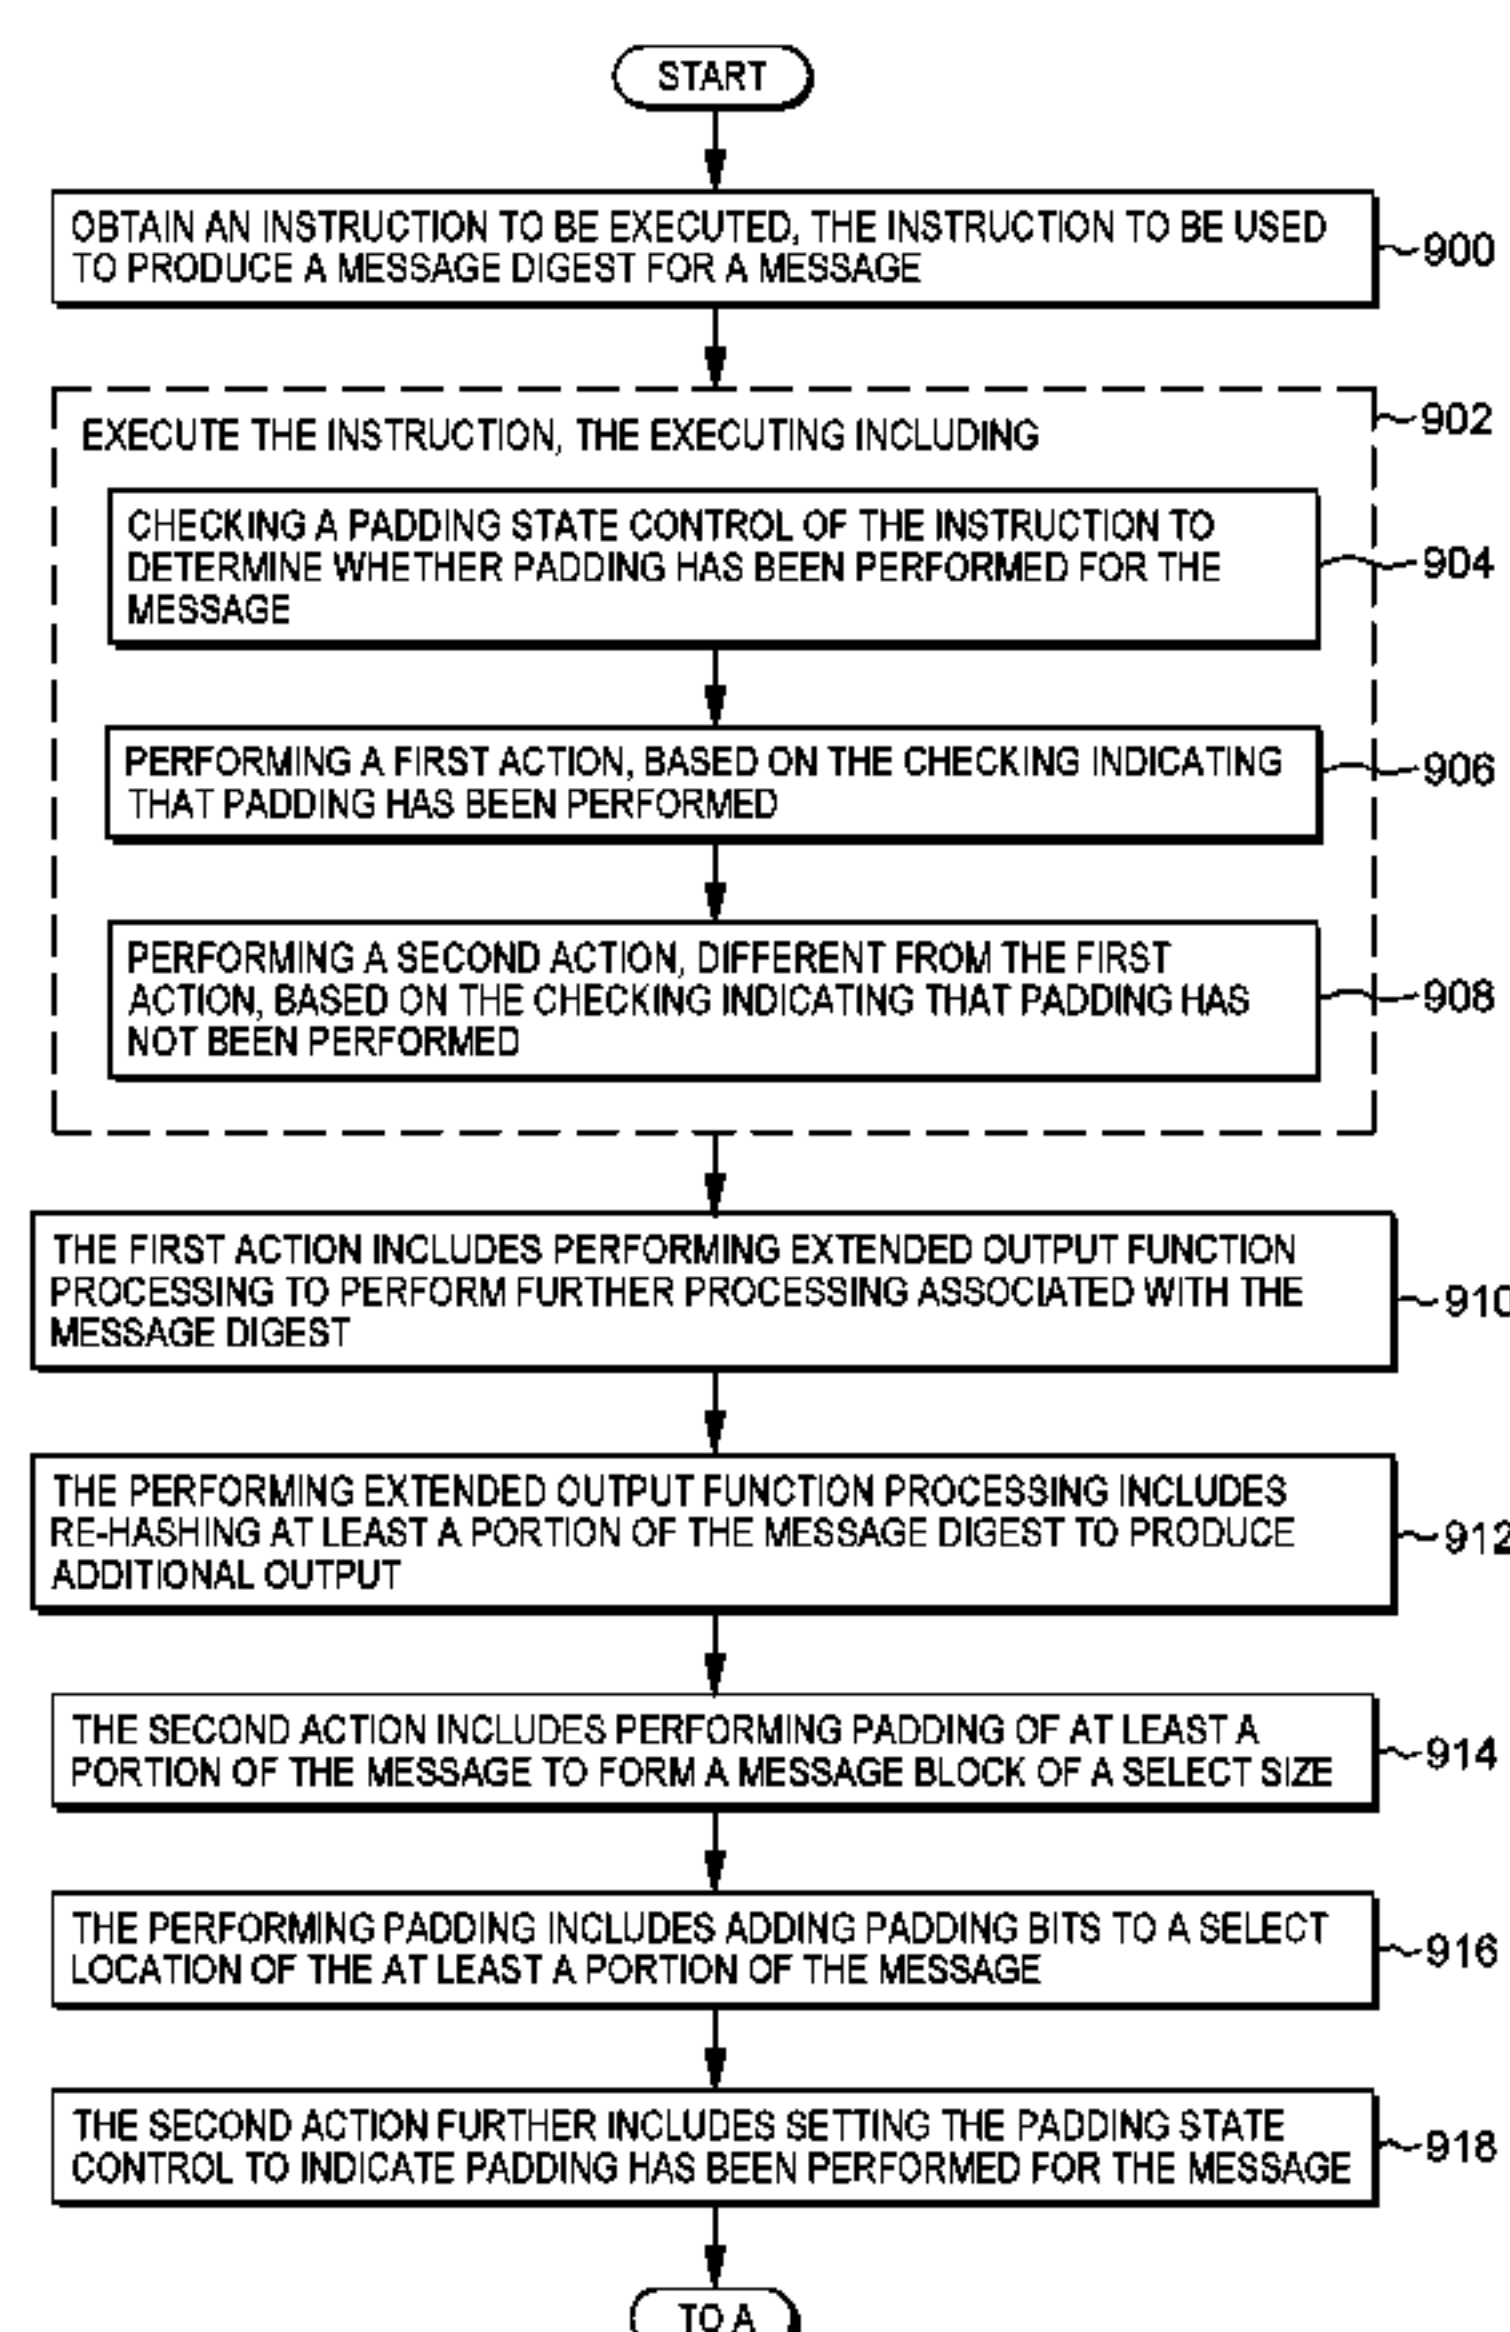 START
OBTAIN AN INSTRUCTION TO BE EXECUTED, THE INSTRUCTION TO BE USED
TO PRODUCE A MESSAGE DIGEST FOR A MESSAGE
900
902
EXECUTE THE INSTRUCTION, THE EXECUTING INCLUDING
CHECKING A PADDING STATE CONTROL OF THE INSTRUCTION TO
DETERMINE WHETHER PADDING HAS BEEN PERFORMED FOR THE
MESSAGE
904
PERFORMING A FIRST ACTION, BASED ON THE CHECKING INDICATING
THAT PADDING HAS BEEN PERFORMED
906
PERFORMING A SECOND ACTION, DIFFERENT FROM THE FIRST
ACTION, BASED ON THE CHECKING INDICATING THAT PADDING HAS
NOT BEEN PERFORMED
908
THE FIRST ACTION INCLUDES PERFORMING EXTENDED OUTPUT FUNCTION
PROCESSING TO PERFORM FURTHER PROCESSING ASSOCIATED WITH THE
MESSAGE DIGEST
910
THE PERFORMING EXTENDED OUTPUT FUNCTION PROCESSING INCLUDES
RE-HASHING AT LEAST A PORTION OF THE MESSAGE DIGEST TO PRODUCE
ADDITIONAL OUTPUT
912
THE SECOND ACTION INCLUDES PERFORMING PADDING OF AT LEAST A
PORTION OF THE MESSAGE TO FORM A MESSAGE BLOCK OF A SELECT SIZE
914
THE PERFORMING PADDING INCLUDES ADDING PADDING BITS TO A SELECT
LOCATION OF THE AT LEAST A PORTION OF THE MESSAGE
916
THE SECOND ACTION FURTHER INCLUDES SETTING THE PADDING STATE
CONTROL TO INDICATE PADDING HAS BEEN PERFORMED FOR THE MESSAGE
918
TO A